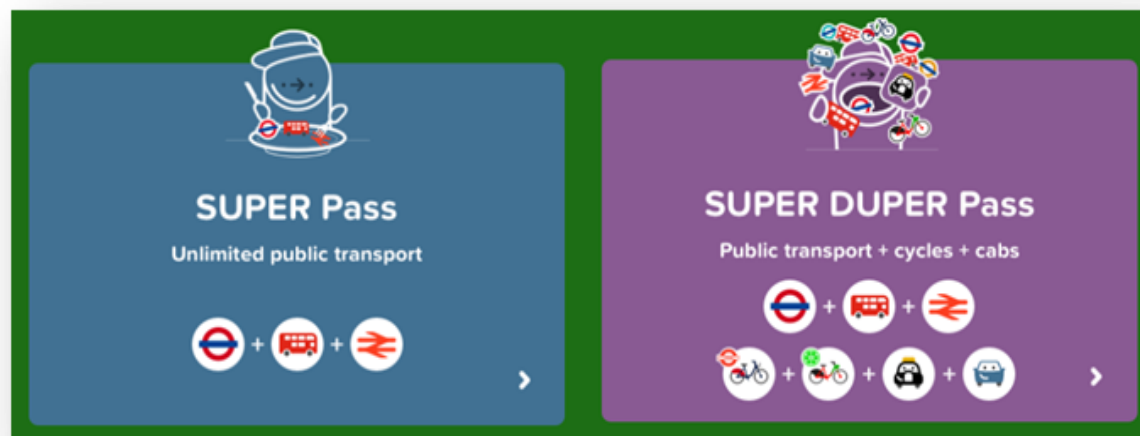 SUPER Pass
Unlimited public transport
+ +
SUPER DUPER Pass
Public transport + cycles + cabs
+ +
+ + +